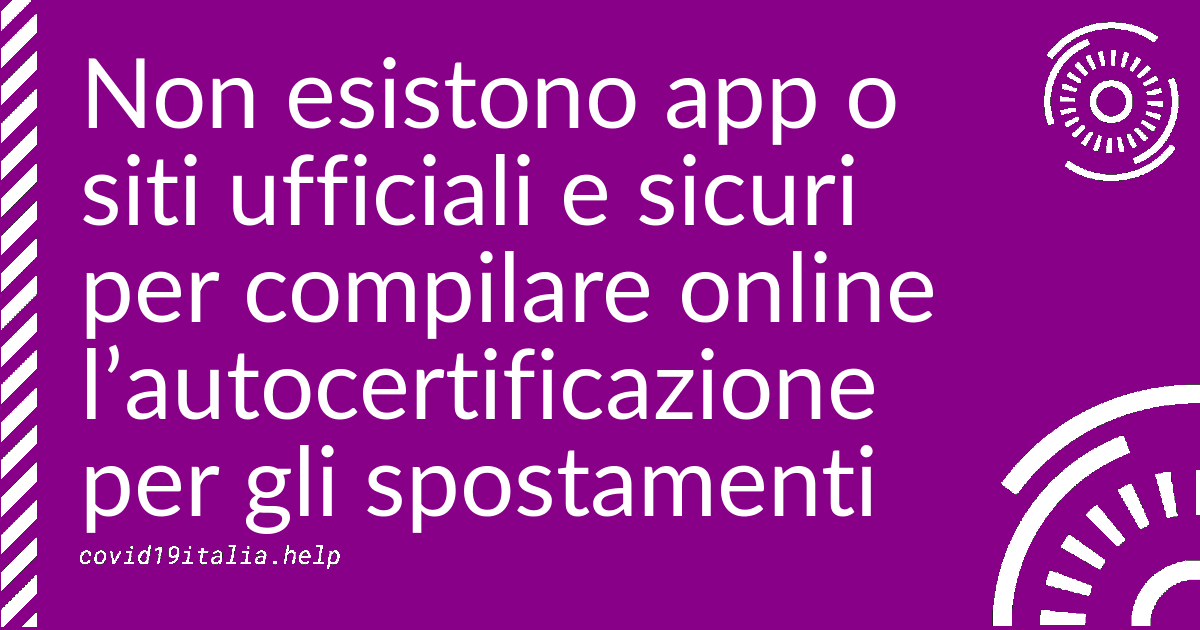 Non esistono app o
siti ufficiali e sicuri
per compilare online
l’autocertificazione
per gli spostamenti
covid19italia.help